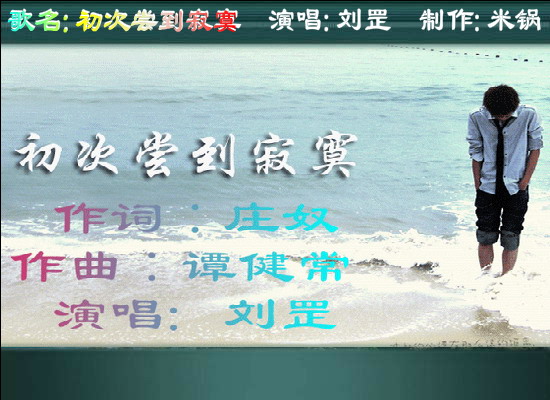 歌名: 初次尝到寂寞 演唱: 刘罡 制作: 米锅
初次尝到寂寞
作词：庄奴
作曲：谭健常
演唱: 刘罡